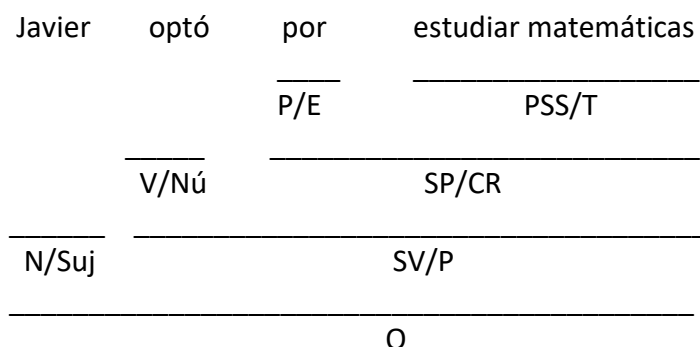 Javier optó por estudiar matemáticas
P/E PSS/T
V/Nú SP/CR
N/Suj SV/P
O